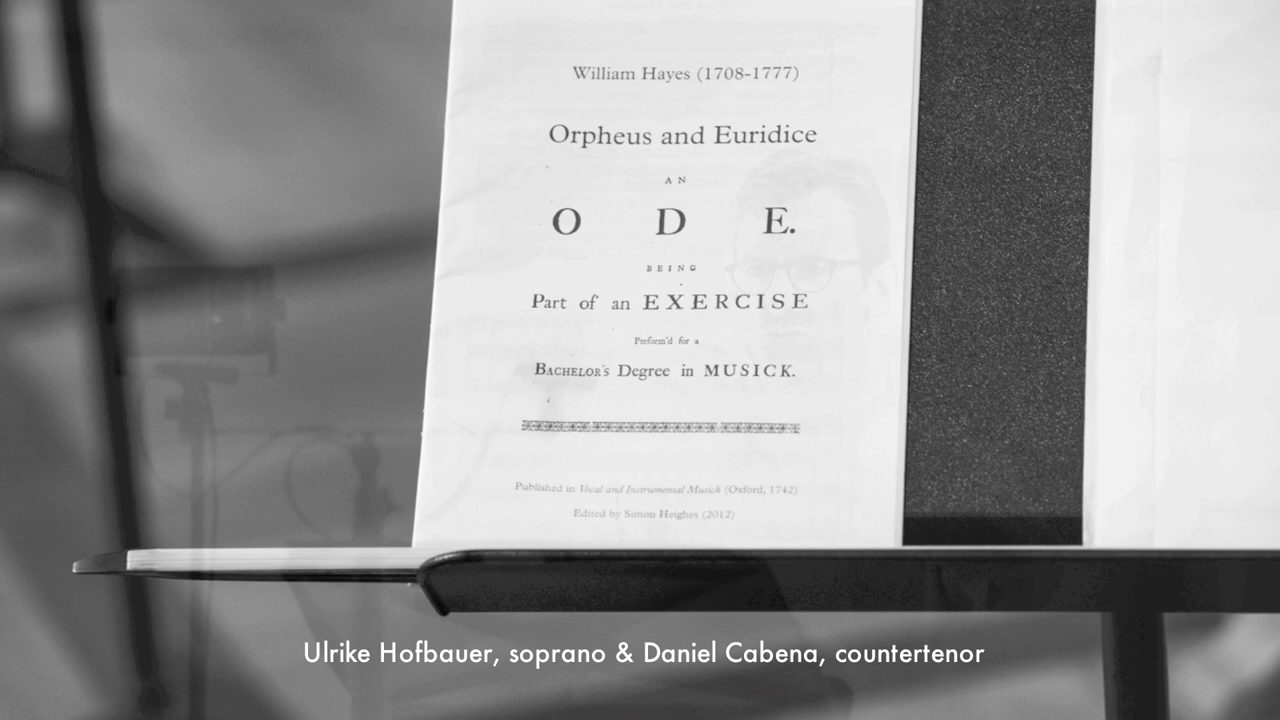 William Hayes (1708-1777)
Orpheus and Euridice
AN
ODE.
BEING
Part of an EXERCISE
Perform'd for a
BACHELOR's Degree in MUSICK.
Published in Vocal and Instrumental Musick (Oxford, 1742)
Edited by Simon Heighes (2012)
Ulrike Hofbauer, soprano & Daniel Cabena, countertenor